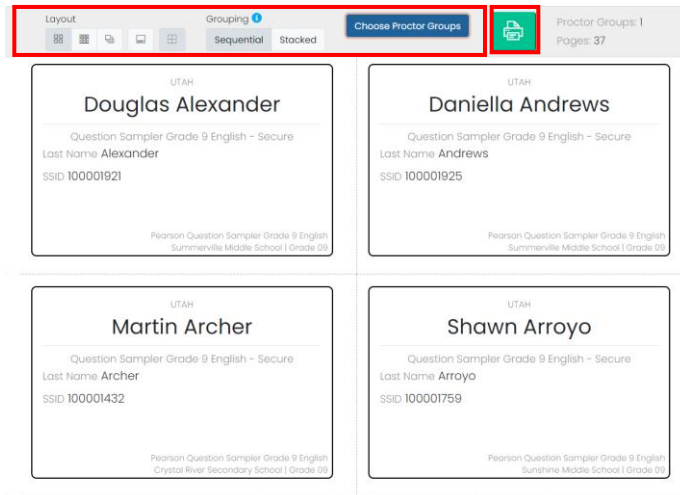 Layout
Grouping
Sequential Stacked
Choose Proctor Groups
Proctor Groups: 1
Pages: 37
UTAH
Douglas Alexander
Question Sampler Grade 9 English - Secure
Last Name Alexander
SSID 100001921
Pearson Question Sampler Grade 9 English
Summerville Middle School | Grade 09
UTAH
Daniella Andrews
Question Sampler Grade 9 English - Secure
Last Name Andrews
SSID 100001925
Pearson Question Sampler Grade 9 English
Summerville Middle School | Grade 09
UTAH
Martin Archer
Question Sampler Grade 9 English - Secure
Last Name Archer
SSID 100001432
Pearson Question Sampler Grade 9 English
Crystal River Secondary School | Grade 09
UTAH
Shawn Arroyo
Question Sampler Grade 9 English - Secure
Last Name Arroyo
SSID 100001759
Pearson Question Sampler Grade 9 English
Sunshine Middle School | Grade 09